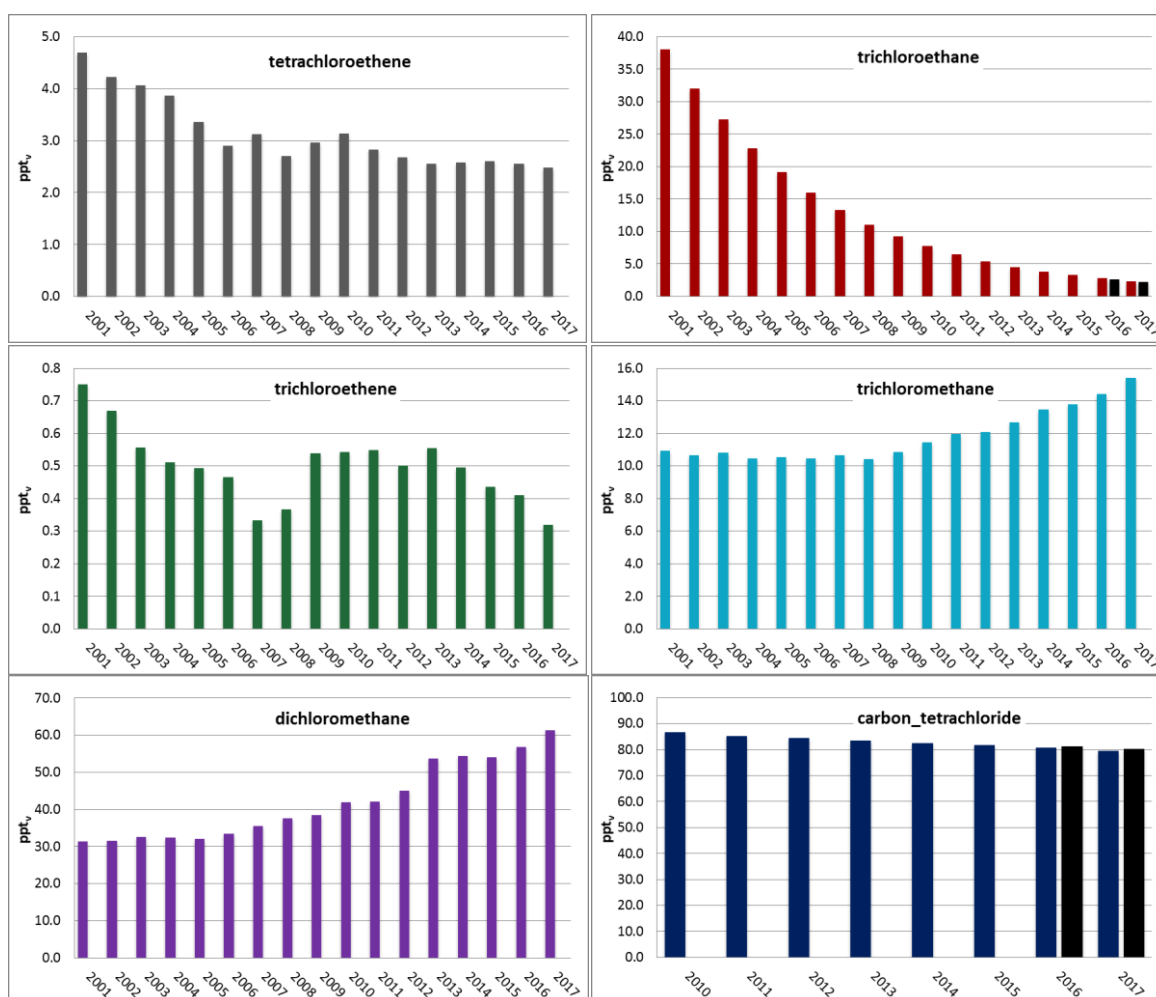 tetrachloroethene
5.0
4.0
3.0
2.0
1.0
0.0
pptv
2001 2002 2003 2004 2005 2006 2007 2008 2009 2010 2011 2012 2013 2014 2015 2016 2017
trichloroethane
40.0
35.0
30.0
25.0
20.0
15.0
10.0
5.0
0.0
pptv
2001 2002 2003 2004 2005 2006 2007 2008 2009 2010 2011 2012 2013 2014 2015 2016 2017
trichloroethene
0.8
0.7
0.6
0.5
0.4
0.3
0.2
0.1
0.0
pptv
2001 2002 2003 2004 2005 2006 2007 2008 2009 2010 2011 2012 2013 2014 2015 2016 2017
trichloromethane
16.0
14.0
12.0
10.0
8.0
6.0
4.0
2.0
0.0
pptv
2001 2002 2003 2004 2005 2006 2007 2008 2009 2010 2011 2012 2013 2014 2015 2016 2017
dichloromethane
70.0
60.0
50.0
40.0
30.0
20.0
10.0
0.0
pptv
2001 2002 2003 2004 2005 2006 2007 2008 2009 2010 2011 2012 2013 2014 2015 2016 2017
carbon_tetrachloride
100.0
90.0
80.0
70.0
60.0
50.0
40.0
30.0
20.0
10.0
0.0
pptv
2010 2011 2012 2013 2014 2015 2016 2017